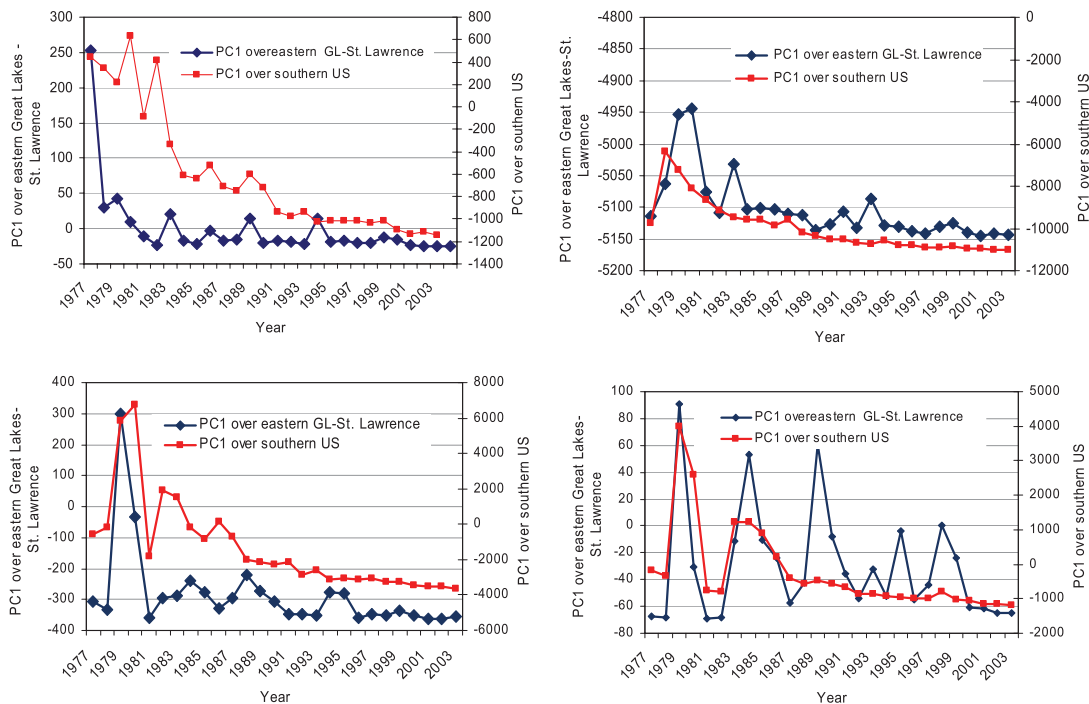 300
250
200
150
100
50
0
-50
800
600
400
200
0
-200
-400
-600
-800
-1000
-1200
-1400
PC1 over eastern Great Lakes -
St. Lawrence
PC1 over southern US
PC1 overeastern GL-St. Lawrence
PC1 over southern US
1977 1979 1981 1983 1985 1987 1989 1991 1993 1995 1997 1999 2001 2003
Year
-4800
-4850
-4900
-4950
-5000
-5050
-5100
-5150
-5200
0
-2000
-4000
-6000
-8000
-10000
-12000
PC1 over eastern Great Lakes-St.
Lawrence
PC1 over southern US
PC1 over eastern GL-St. Lawrence
PC1 over southern US
1977 1979 1981 1983 1985 1987 1989 1991 1993 1995 1997 1999 2001 2003
Year
400
300
200
100
-0
-100
-200
-300
-400
8000
6000
4000
2000
0
-2000
-4000
-6000
PC1 over eastern Great Lakes-
St. Lawrence
PC1 over southern US
PC1 over eastern GL-St. Lawrence
PC1 over southern US
1977 1979 1981 1983 1985 1987 1989 1991 1993 1995 1997 1999 2001 2003
Year
100
80
60
40
20
0
-20
-40
-60
-80
5000
4000
3000
2000
1000
0
-1000
-2000
PC1 over eastern Great Lakes-
St. Lawrence
PC1 over southern US
PC1 overeastern GL-St. Lawrence
PC1 over southern US
1977 1979 1981 1983 1985 1987 1989 1991 1993 1995 1997 1999 2001 2003
Year